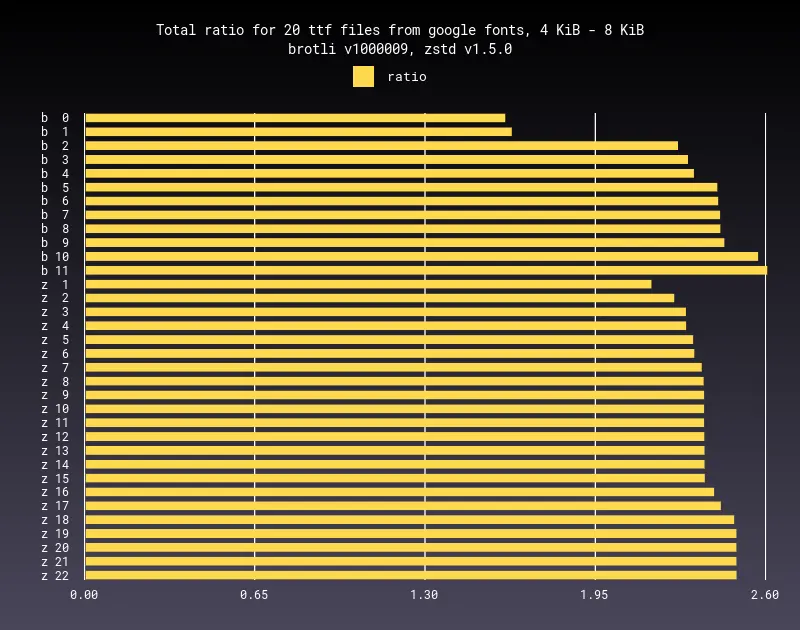 Total ratio for 20 ttf files from google fonts, 4 KiB - 8 KiB
brotli v1000009, zstd v1.5.0
ratio
b 0
b 1
b 2
b 3
b 4
b 5
b 6
b 7
b 8
b 9
b 10
b 11
z 1
z 2
z 3
z 4
z 5
z 6
z 7
z 8
z 9
z 10
z 11
z 12
z 13
z 14
z 15
z 16
z 17
z 18
z 19
z 20
z 21
z 22
0.00 0.65 1.30 1.95 2.60